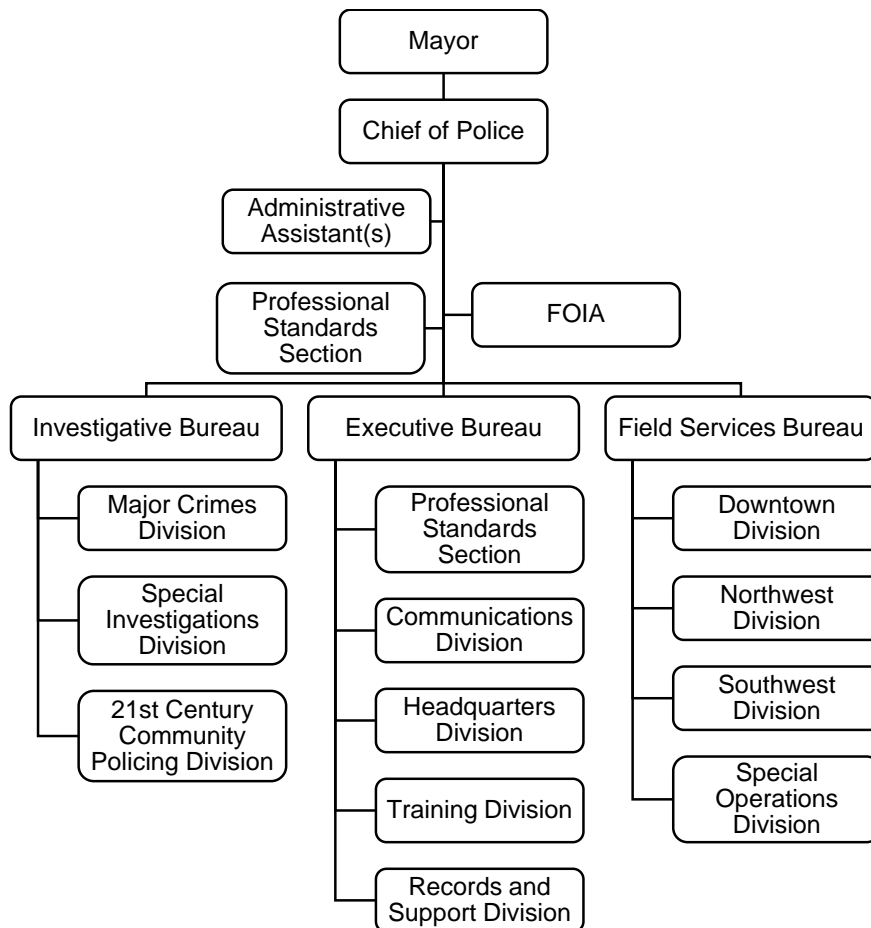 Mayor
Chief of Police
Administrative
Assistant(s)
Professional
Standards
Section
FOIA
Investigative Bureau
Major Crimes
Division
Special
Investigations
Division
21st Century
Community
Policing Division
Executive Bureau
Professional
Standards
Section
Communications
Division
Headquarters
Division
Training Division
Records and
Support Division
Field Services Bureau
Downtown
Division
Northwest
Division
Southwest
Division
Special
Operations
Division